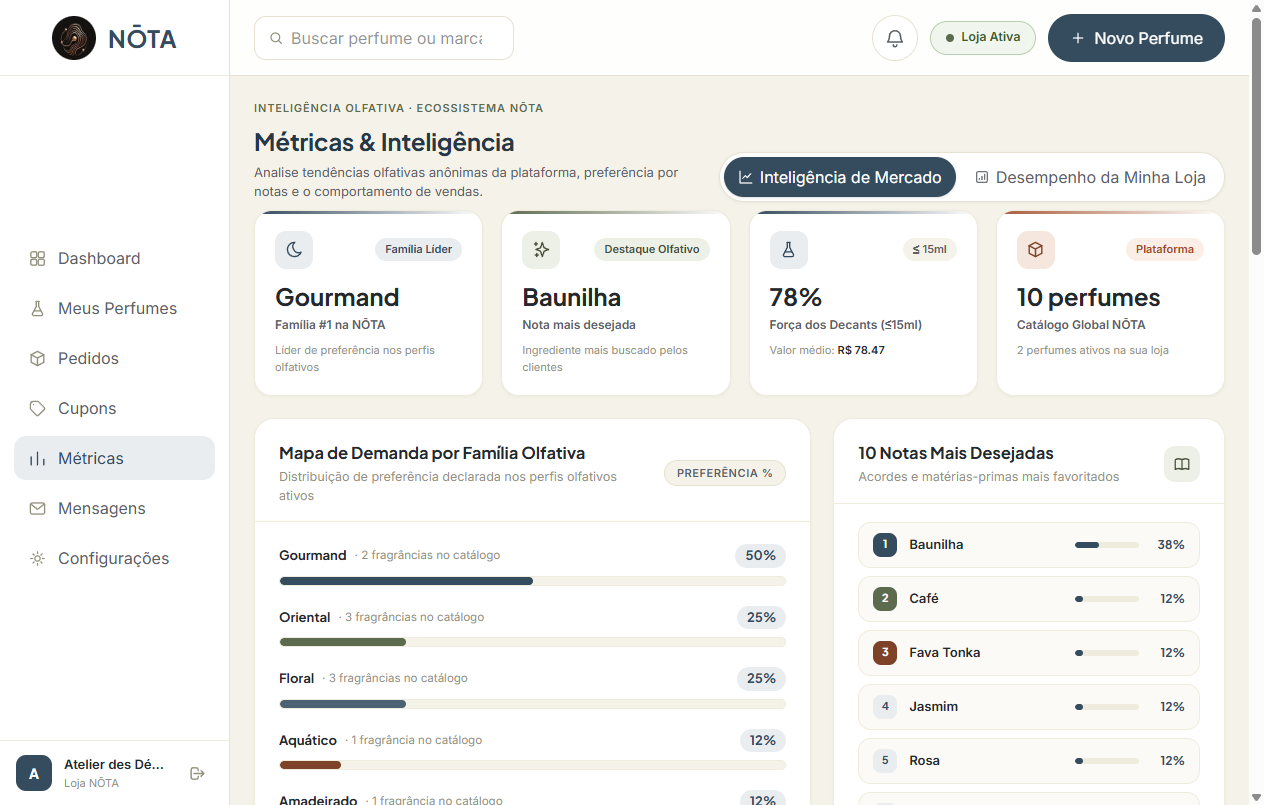 NŌTA
Buscar perfume ou marca
Loja Ativa
+ Novo Perfume
Dashboard
Meus Perfumes
Pedidos
Cupons
Métricas
Mensagens
Configurações
A
Atelier des Dé...
Loja NŌTA
INTELIGÊNCIA OLFATIVA · ECOSSISTEMA NŌTA
Métricas & Inteligência
Analise tendências olfativas anônimas da plataforma, preferência por
notas e o comportamento de vendas.
Inteligência de Mercado
Desempenho da Minha Loja
Família Líder
Gourmand
Família #1 na NŌTA
Líder de preferência nos perfis
olfativos
Destaque Olfativo
Baunilha
Nota mais desejada
Ingrediente mais buscado pelos
clientes
≤ 15ml
78%
Força dos Decants (≤15ml)
Valor médio: R$ 78.47
Plataforma
10 perfumes
Catálogo Global NŌTA
2 perfumes ativos na sua loja
Mapa de Demanda por Família Olfativa
Distribuição de preferência declarada nos perfis olfativos
ativos
PREFERÊNCIA %
Gourmand · 2 fragrâncias no catálogo 50%
Oriental · 3 fragrâncias no catálogo 25%
Floral · 3 fragrâncias no catálogo 25%
Aquático · 1 fragrância no catálogo 12%
Amadeirado · 1 fragrância no catálogo 12%
10 Notas Mais Desejadas
Acordes e matérias-primas mais favoritados
1 Baunilha 38%
2 Café 12%
3 Fava Tonka 12%
4 Jasmim 12%
5 Rosa 12%